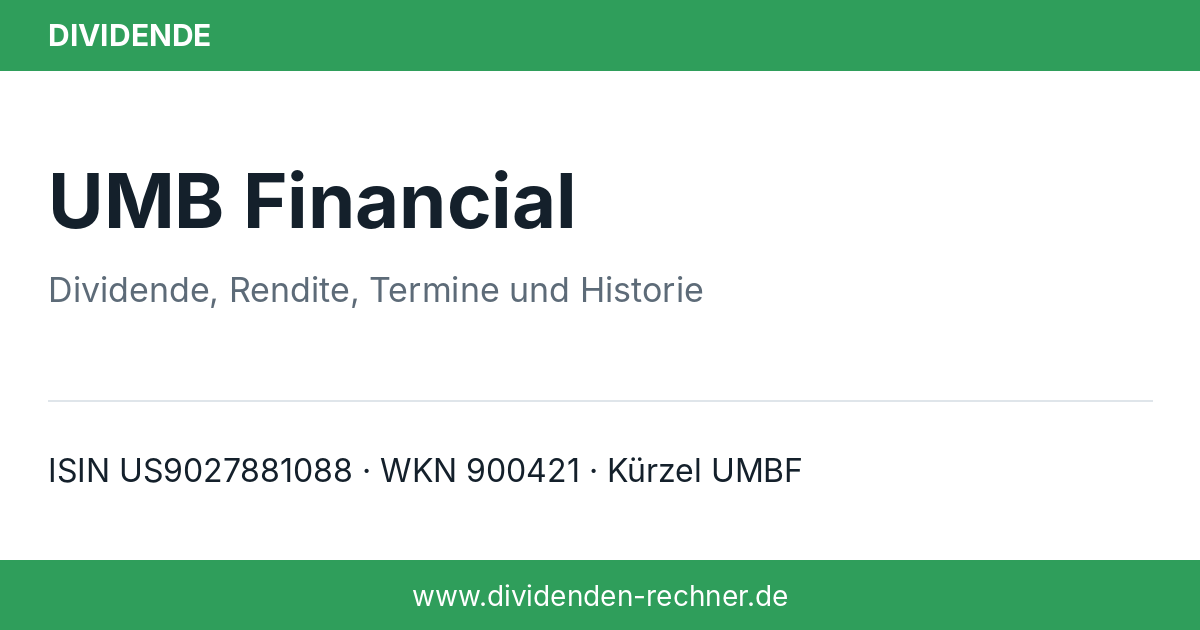 DIVIDENDE
UMB Financial
Dividende, Rendite, Termine und Historie
ISIN US9027881088 · WKN 900421 · Kürzel UMBF
www.dividenden-rechner.de